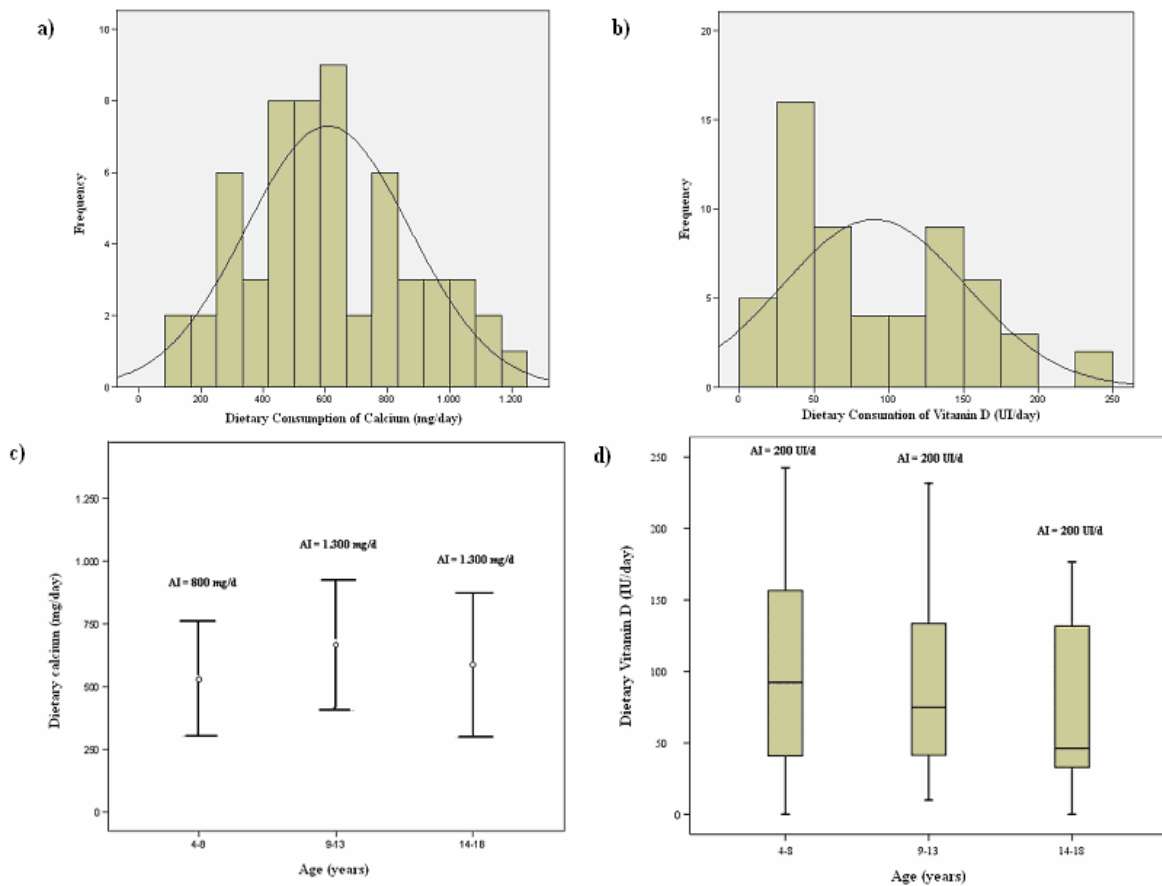 a)
10
8
6
4
2
0
Frequency
0 200 400 600 800 1.000 1.200
Dietary Consumption of Calcium (mg/day)
b)
20
15
10
5
0
Frequency
0 50 100 150 200 250
Dietary Consumtion of Vitamin D (UI/day)
c)
1.250
1.000
750
500
250
0
Dietary calcium (mg/day)
AI = 800 mg/d
AI = 1.300 mg/d
AI = 1.300 mg/d
4-8 9-13 14-18
Age (years)
d)
250
200
150
100
50
0
Dietary Vitamin D (IU/day)
AI = 200 UI/d
AI = 200 UI/d
AI = 200 UI/d
4-8 9-13 14-18
Age (years)